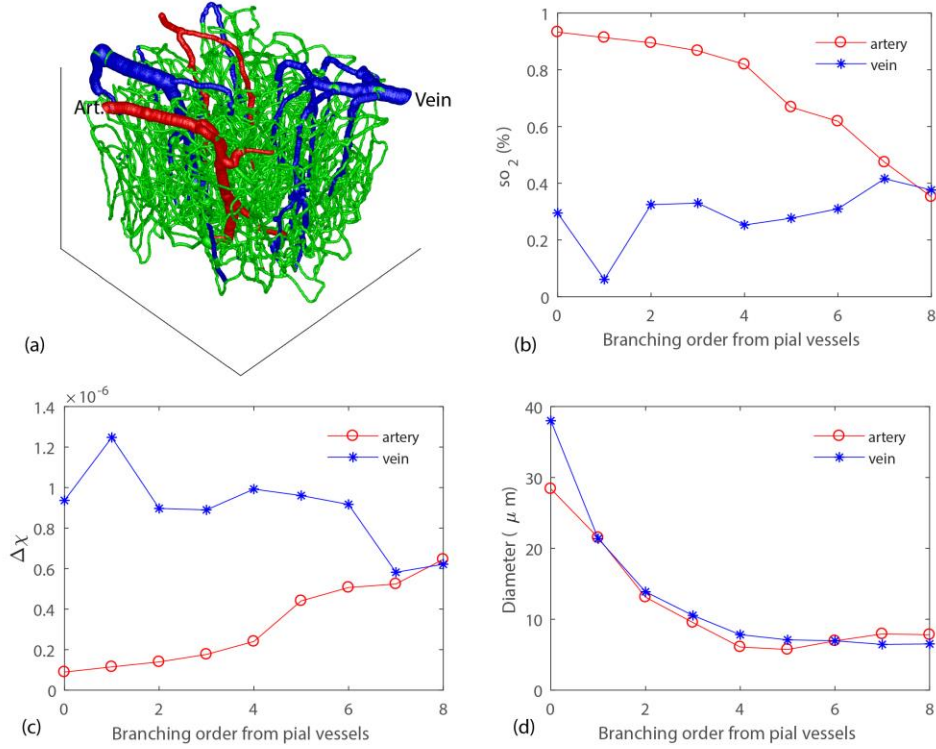 Art.
Vein
(a)
1
0.8
0.6
0.4
0.2
0
so 2 (%)
artery
vein
0 2 4 6 8
Branching order from pial vessels
(b)
× 10⁻⁶
1.4
1.2
1
0.8
0.6
0.4
0.2
0
Δχ
artery
vein
0 2 4 6 8
Branching order from pial vessels
(c)
40
30
20
10
0
Diameter ( μ m)
artery
vein
0 2 4 6 8
Branching order from pial vessels
(d)